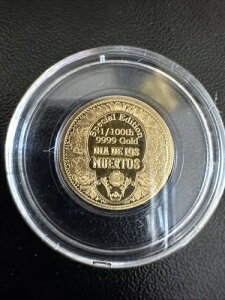 Special Edition
1/100th
9999 Gold
DIA DE LOS
MUERTOS